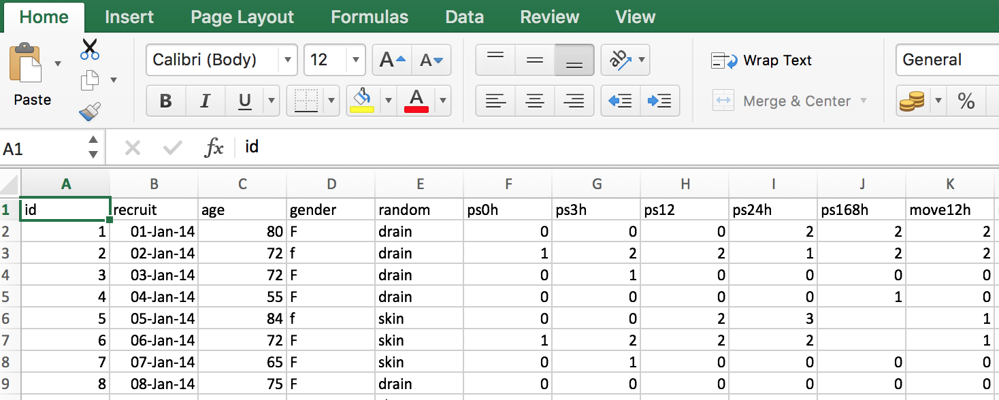 Home Insert Page Layout Formulas Data Review View
Calibri (Body) 12 A A ab Wrap Text General
Paste B I U A Merge & Center %
A1 fx id
A B C D E F G H I J K
1 id recruit age gender random ps0h ps3h ps12 ps24h ps168h move12h
2 1 01-Jan-14 80 F drain 0 0 0 2 2 2
3 2 02-Jan-14 72 f drain 1 2 2 1 2 2
4 3 03-Jan-14 72 F drain 0 1 0 0 0 0
5 4 04-Jan-14 55 F drain 0 0 0 0 1 0
6 5 05-Jan-14 84 f skin 0 0 2 3 1
7 6 06-Jan-14 72 F skin 1 2 2 2 1
8 7 07-Jan-14 65 F skin 0 1 0 0 0 0
9 8 08-Jan-14 75 F drain 0 0 0 0 0 0